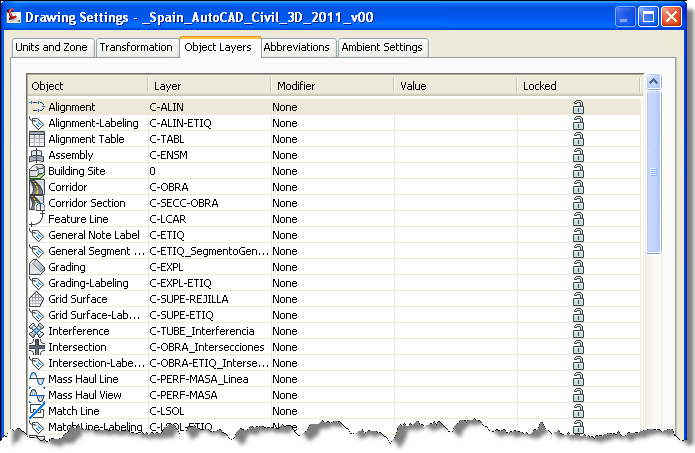 Drawing Settings - _Spain_AutoCAD_Civil_3D_2011_v00
Units and Zone Transformation Object Layers Abbreviations Ambient Settings
Object Layer Modifier Value Locked
Alignment C-ALIN None
Alignment-Labeling C-ALIN-ETIQ None
Alignment Table C-TABL None
Assembly C-ENSM None
Building Site 0 None
Corridor C-OBRA None
Corridor Section C-SECC-OBRA None
Feature Line C-LCAR None
General Note Label C-ETIQ None
General Segment ... C-ETIQ_SegmentoGen... None
Grading C-EXPL None
Grading-Labeling C-EXPL-ETIQ None
Grid Surface C-SUPE-REJILLA None
Grid Surface-Lab... C-SUPE-ETIQ None
Interference C-TUBE_Interferencia None
Intersection C-OBRA_Intersecciones None
Intersection-Labe... C-OBRA-ETIQ_Interse... None
Mass Haul Line C-PERF-MASA_Linea None
Mass Haul View C-PERF-MASA None
Match Line C-LSOL None
Match Line-Labeling C-LSOL-ETIQ None